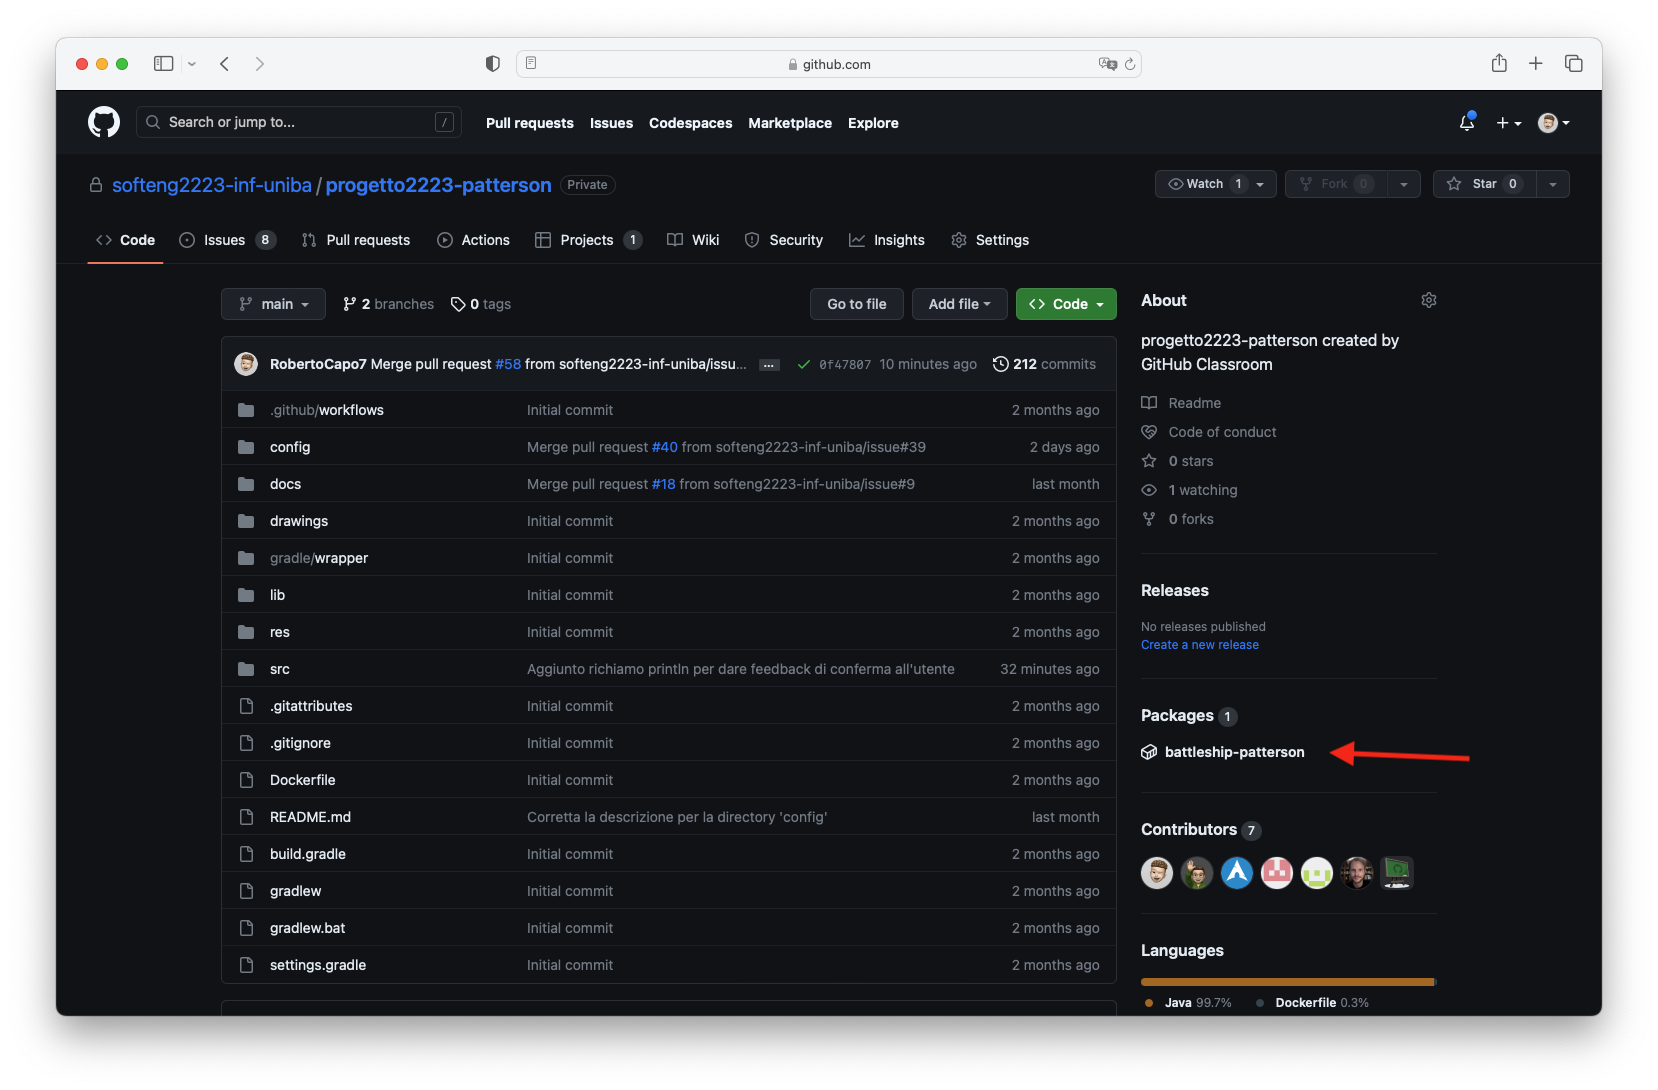 github.com
Search or jump to... /
Pull requests Issues Codespaces Marketplace Explore
softeng2223-inf-uniba / progetto2223-patterson Private
Watch 1 Fork 0 Star 0
Code Issues 8 Pull requests Actions Projects 1 Wiki Security Insights Settings
main 2 branches 0 tags Go to file Add file Code
RobertoCapo7 Merge pull request #58 from softeng2223-inf-uniba/issu... ... 0f47807 10 minutes ago 212 commits
.github/workflows Initial commit 2 months ago
config Merge pull request #40 from softeng2223-inf-uniba/issue#39 2 days ago
docs Merge pull request #18 from softeng2223-inf-uniba/issue#9 last month
drawings Initial commit 2 months ago
gradle/wrapper Initial commit 2 months ago
lib Initial commit 2 months ago
res Initial commit 2 months ago
src Aggiunto richiamo println per dare feedback di conferma all'utente 32 minutes ago
.gitattributes Initial commit 2 months ago
.gitignore Initial commit 2 months ago
Dockerfile Initial commit 2 months ago
README.md Corretta la descrizione per la directory 'config' last month
build.gradle Initial commit 2 months ago
gradlew Initial commit 2 months ago
gradlew.bat Initial commit 2 months ago
settings.gradle Initial commit 2 months ago
About
progetto2223-patterson created by
GitHub Classroom
Readme
Code of conduct
0 stars
1 watching
0 forks
Releases
No releases published
Create a new release
Packages 1
battleship-patterson
Contributors 7
Languages
Java 99.7% Dockerfile 0.3%